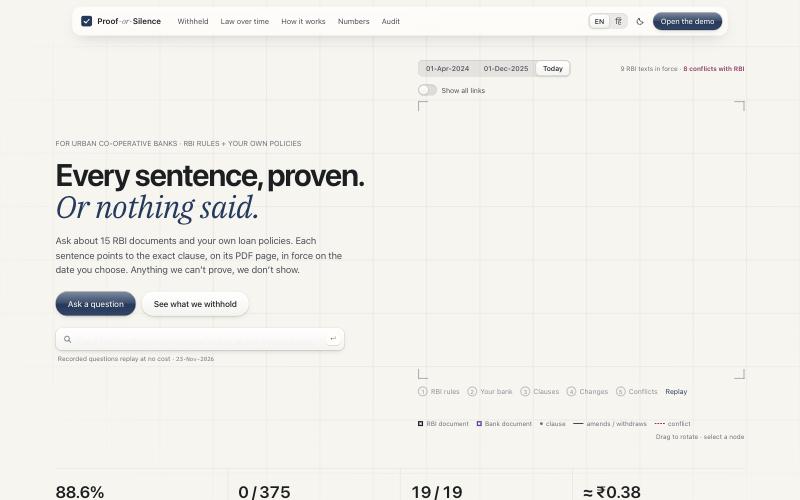 Proof-or-Silence Withheld Law over time How it works Numbers Audit EN हिं Open the demo
01-Apr-2024 01-Dec-2025 Today 9 RBI texts in force · 8 conflicts with RBI
Show all links
FOR URBAN CO-OPERATIVE BANKS · RBI RULES + YOUR OWN POLICIES
Every sentence, proven.
Or nothing said.
Ask about 15 RBI documents and your own loan policies. Each
sentence points to the exact clause, on its PDF page, in force on the
date you choose. Anything we can't prove, we don't show.
Ask a question See what we withhold
Recorded questions replay at no cost · 23-Nov-2026
1 RBI rules 2 Your bank 3 Clauses 4 Changes 5 Conflicts Replay
RBI document Bank document clause amends / withdraws conflict
Drag to rotate · select a node
88.6% 0 / 375 19 / 19 ≈ ₹0.38